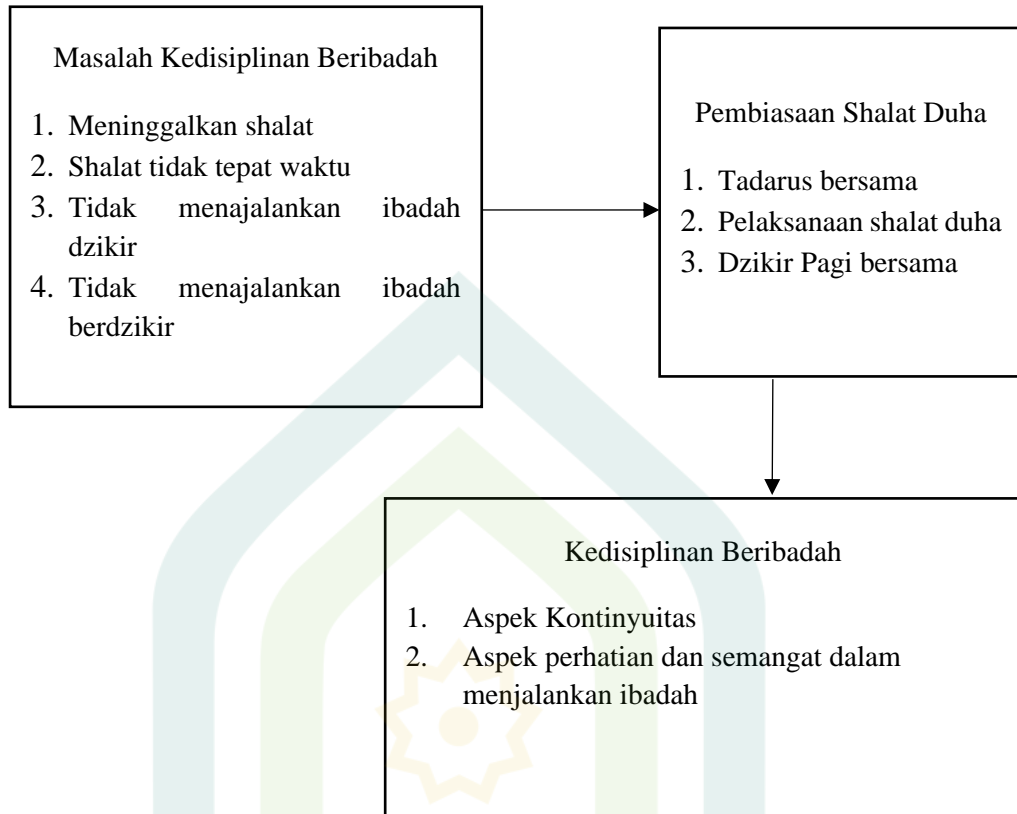 Masalah Kedisiplinan Beribadah
1. Meninggalkan shalat
2. Shalat tidak tepat waktu
3. Tidak menajalankan ibadah
dzikir
4. Tidak menajalankan ibadah
berdzikir
Pembiasaan Shalat Duha
1. Tadarus bersama
2. Pelaksanaan shalat duha
3. Dzikir Pagi bersama
Kedisiplinan Beribadah
1. Aspek Kontinyuitas
2. Aspek perhatian dan semangat dalam
menjalankan ibadah